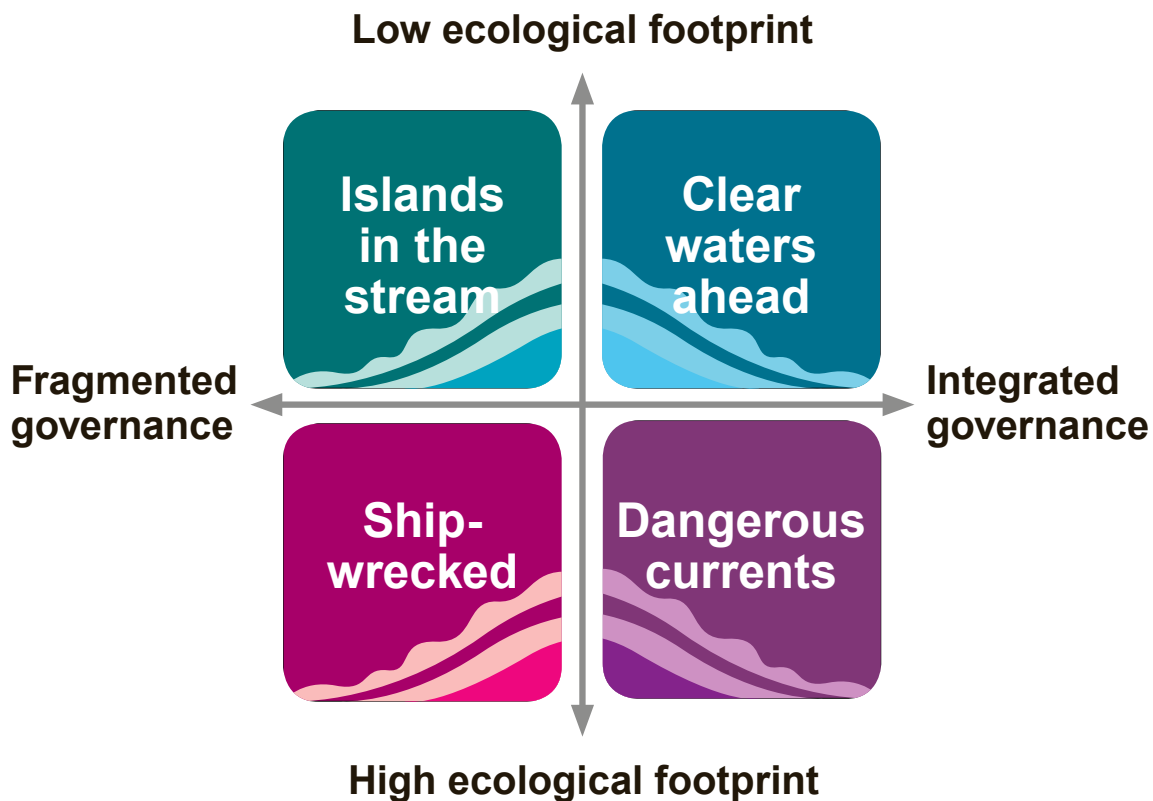 Low ecological footprint
Islands
in the
stream
Clear
waters
ahead
Fragmented
governance
Integrated
governance
Ship-
wrecked
Dangerous
currents
High ecological footprint